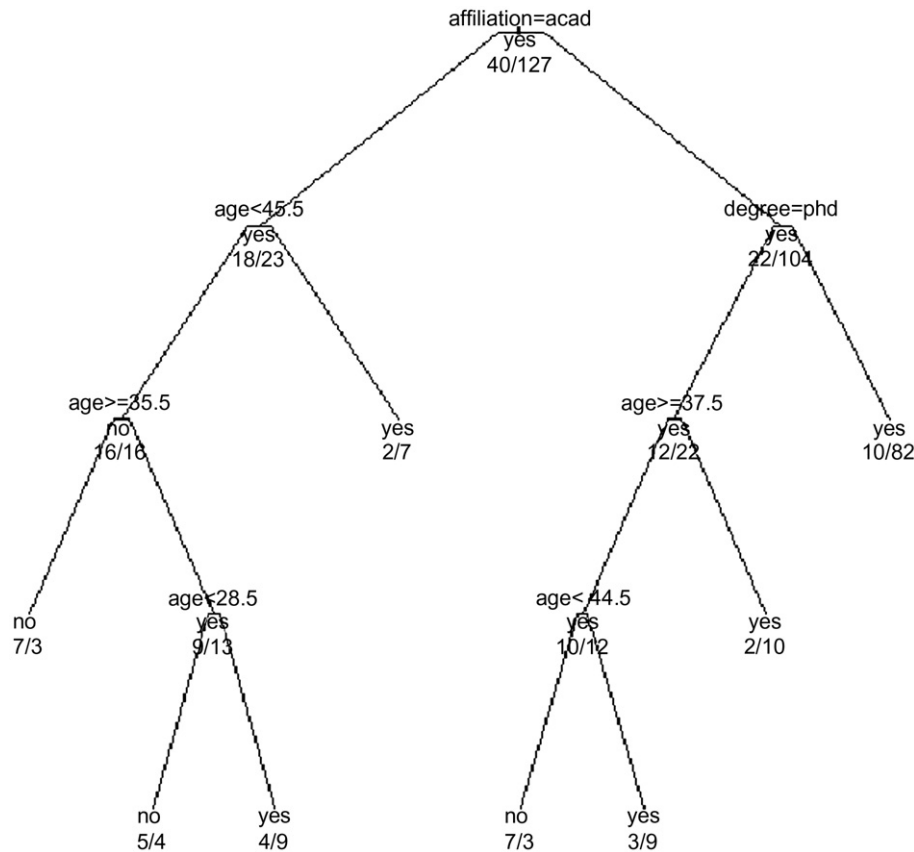 affiliation=acad
yes
40/127
age<45.5
yes
18/23
degree=phd
yes
22/104
age>=35.5
no
16/16
yes
2/7
age>=37.5
yes
12/22
yes
10/82
no
7/3
age<28.5
yes
9/13
age< 44.5
yes
10/12
yes
2/10
no
5/4
yes
4/9
no
7/3
yes
3/9